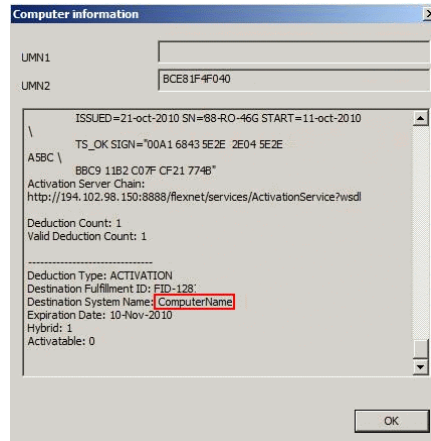 Computer information
UMN1
UMN2
BCE81F4F040
ISSUED=21-oct-2010 SN=88-RO-46G START=11-oct-2010
\
TS_OK SIGN="00A1 6843 5E2E 2E04 5E2E
A5BC \
BBC9 11B2 C07F CF21 774B"
Activation Server Chain:
http://194.102.98.150:8888/flexnet/services/ActivationService?wsdl
Deduction Count: 1
Valid Deduction Count: 1
-------------------------------
Deduction Type: ACTIVATION
Destination Fulfillment ID: FID-128
Destination System Name: ComputerName
Expiration Date: 10-Nov-2010
Hybrid: 1
Activatable: 0
OK